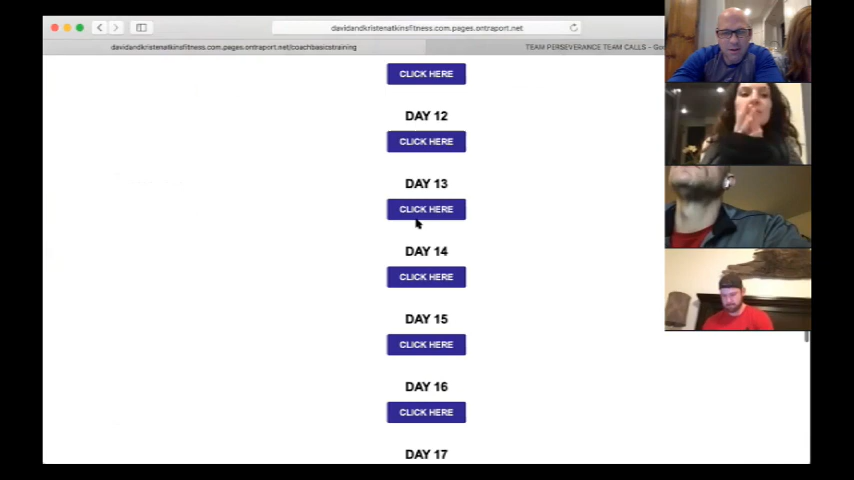 davidandkristenatkinsfitness.com.pages.ontraport.net
davidandkristenatkinsfitness.com.pages.ontraport.net/coachbasicstraining
TEAM PERSEVERANCE TEAM CALLS – Go
CLICK HERE
DAY 12
CLICK HERE
DAY 13
CLICK HERE
DAY 14
CLICK HERE
DAY 15
CLICK HERE
DAY 16
CLICK HERE
DAY 17